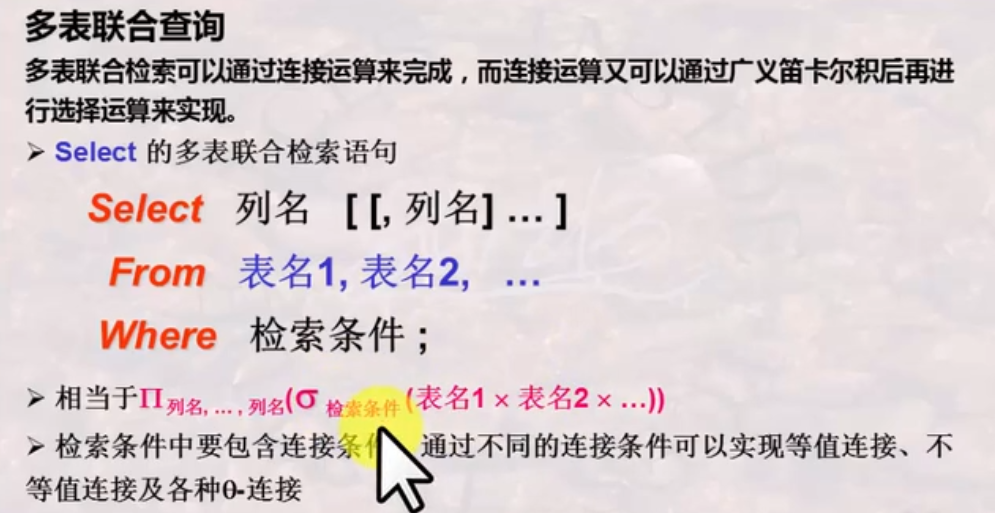 多表联合查询
多表联合检索可以通过连接运算来完成，而连接运算又可以通过广义笛卡尔积后再进
行选择运算来实现。
➢ Select 的多表联合检索语句
Select 列名 [ [, 列名] … ]
From 表名1, 表名2, …
Where 检索条件 ;
➢ 相当于Π 列名, … , 列名(σ 检索条件 (表名1 × 表名2 × …))
➢ 检索条件中要包含连接条件 通过不同的连接条件可以实现等值连接、不
等值连接及各种θ-连接